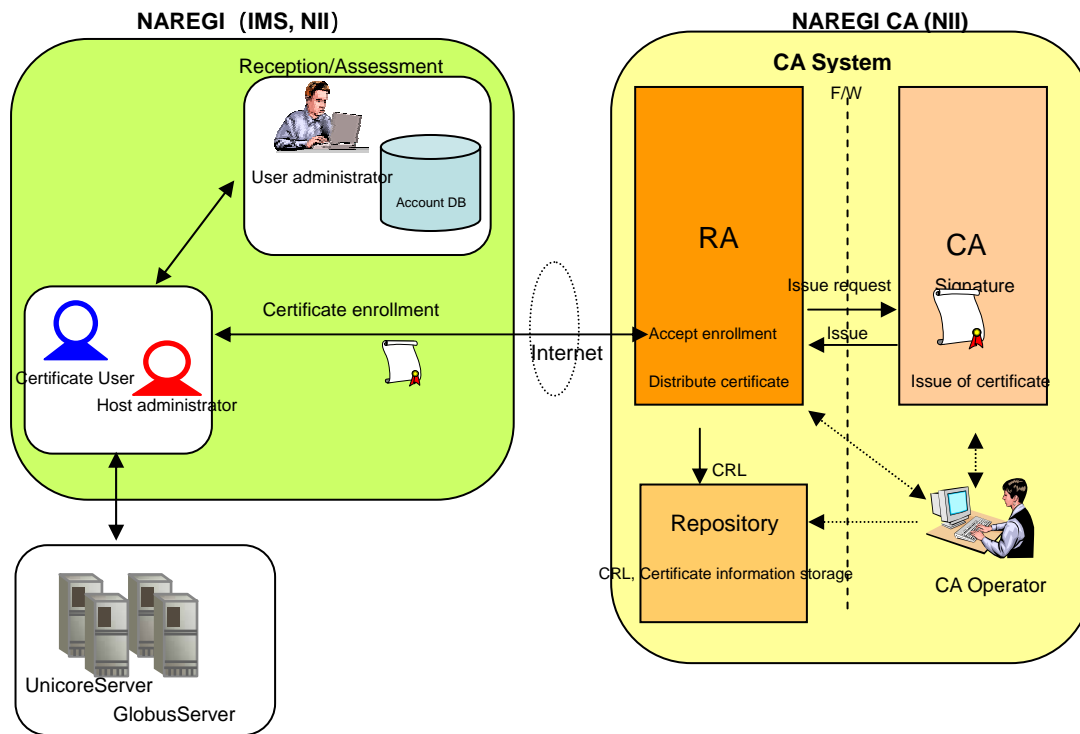 NAREGI (IMS, NII)
Reception/Assessment
User administrator
Account DB
Certificate enrollment
Certificate User
Host administrator
UnicoreServer
GlobusServer
Internet
NAREGI CA (NII)
CA System
F/W
RA
CA
Issue request
Signature
Accept enrollment
Issue
Distribute certificate
Issue of certificate
CRL
Repository
CRL, Certificate information storage
CA Operator